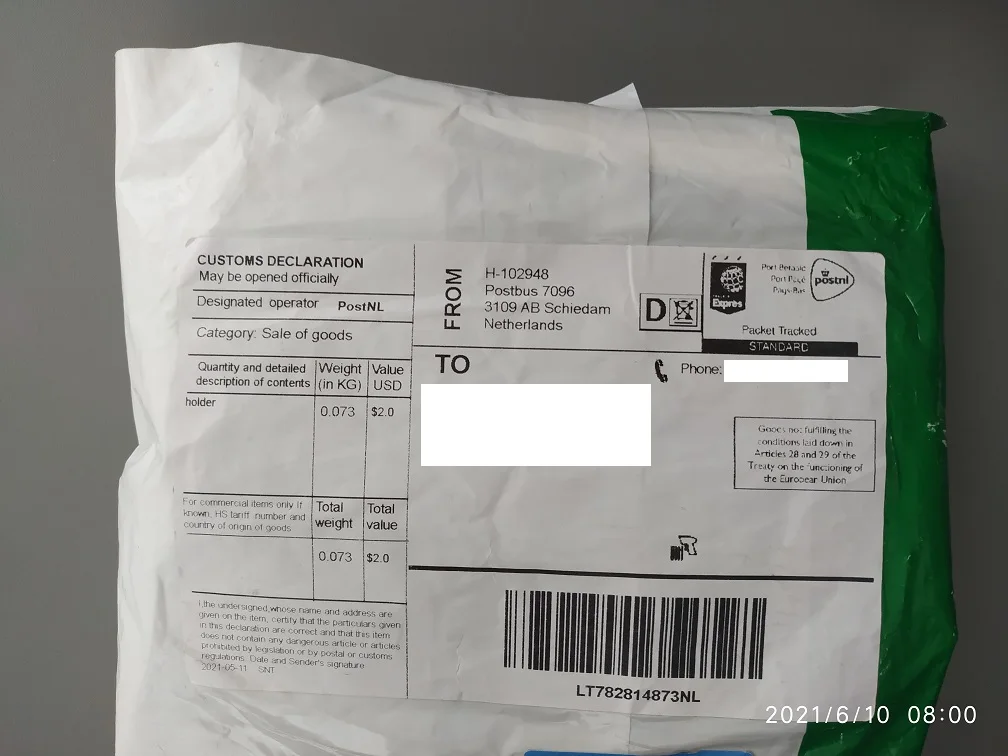 CUSTOMS DECLARATION
May be opened officially
Designated operator PostNL
Category: Sale of goods
Quantity and detailed description of contents
Weight (in KG)
Value USD
holder
0.073
$2.0
For commercial items only if
known, HS tariff number and
country of origin of goods
Total weight
Total value
0.073
$2.0
I,the undersigned,whose name and address are
given on the item, certify that the particulars given
in this declaration are correct and that this item
does not contain any dangerous article or articles
prohibited by legislation or by postal or customs
regulations. Date and Sender's signature
2021-05-11 SNT
FROM
H-102948
Postbus 7096
3109 AB Schiedam
Netherlands
D
Expres
Port Betaalé
Port Payé
Pays-Bas
postnl
Packet Tracked
STANDARD
TO
Phone:
Goods not fulfilling the
conditions laid down in
Articles 28 and 29 of the
Treaty on the functioning of
the European Union
LT782814873NL
2021/6/10 08:00